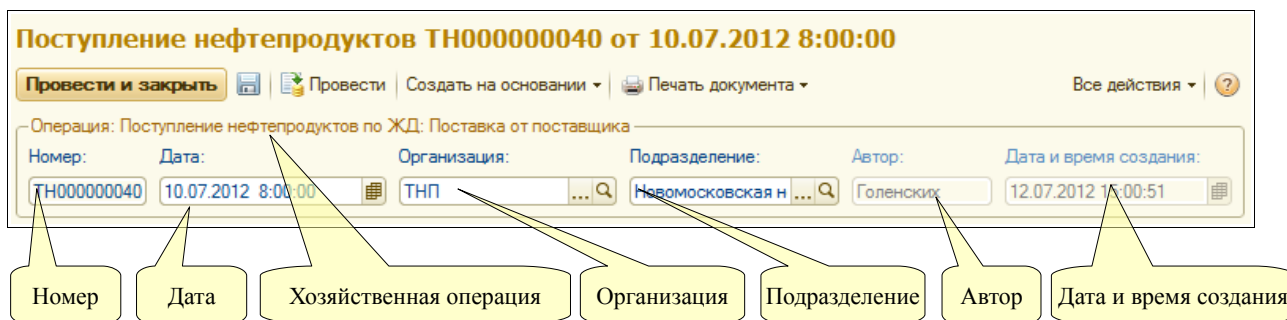 Поступление нефтепродуктов ТН000000040 от 10.07.2012 8:00:00
Провести и закрыть Провести Создать на основании Печать документа Все действия ?
Операция: Поступление нефтепродуктов по ЖД: Поставка от поставщика
Номер: Дата: Организация: Подразделение: Автор: Дата и время создания:
ТН000000040 10.07.2012 8:00:00 ТНП ... Новомосковская н ... Голенских 12.07.2012 15:00:51
Номер Дата Хозяйственная операция Организация Подразделение Автор Дата и время создания